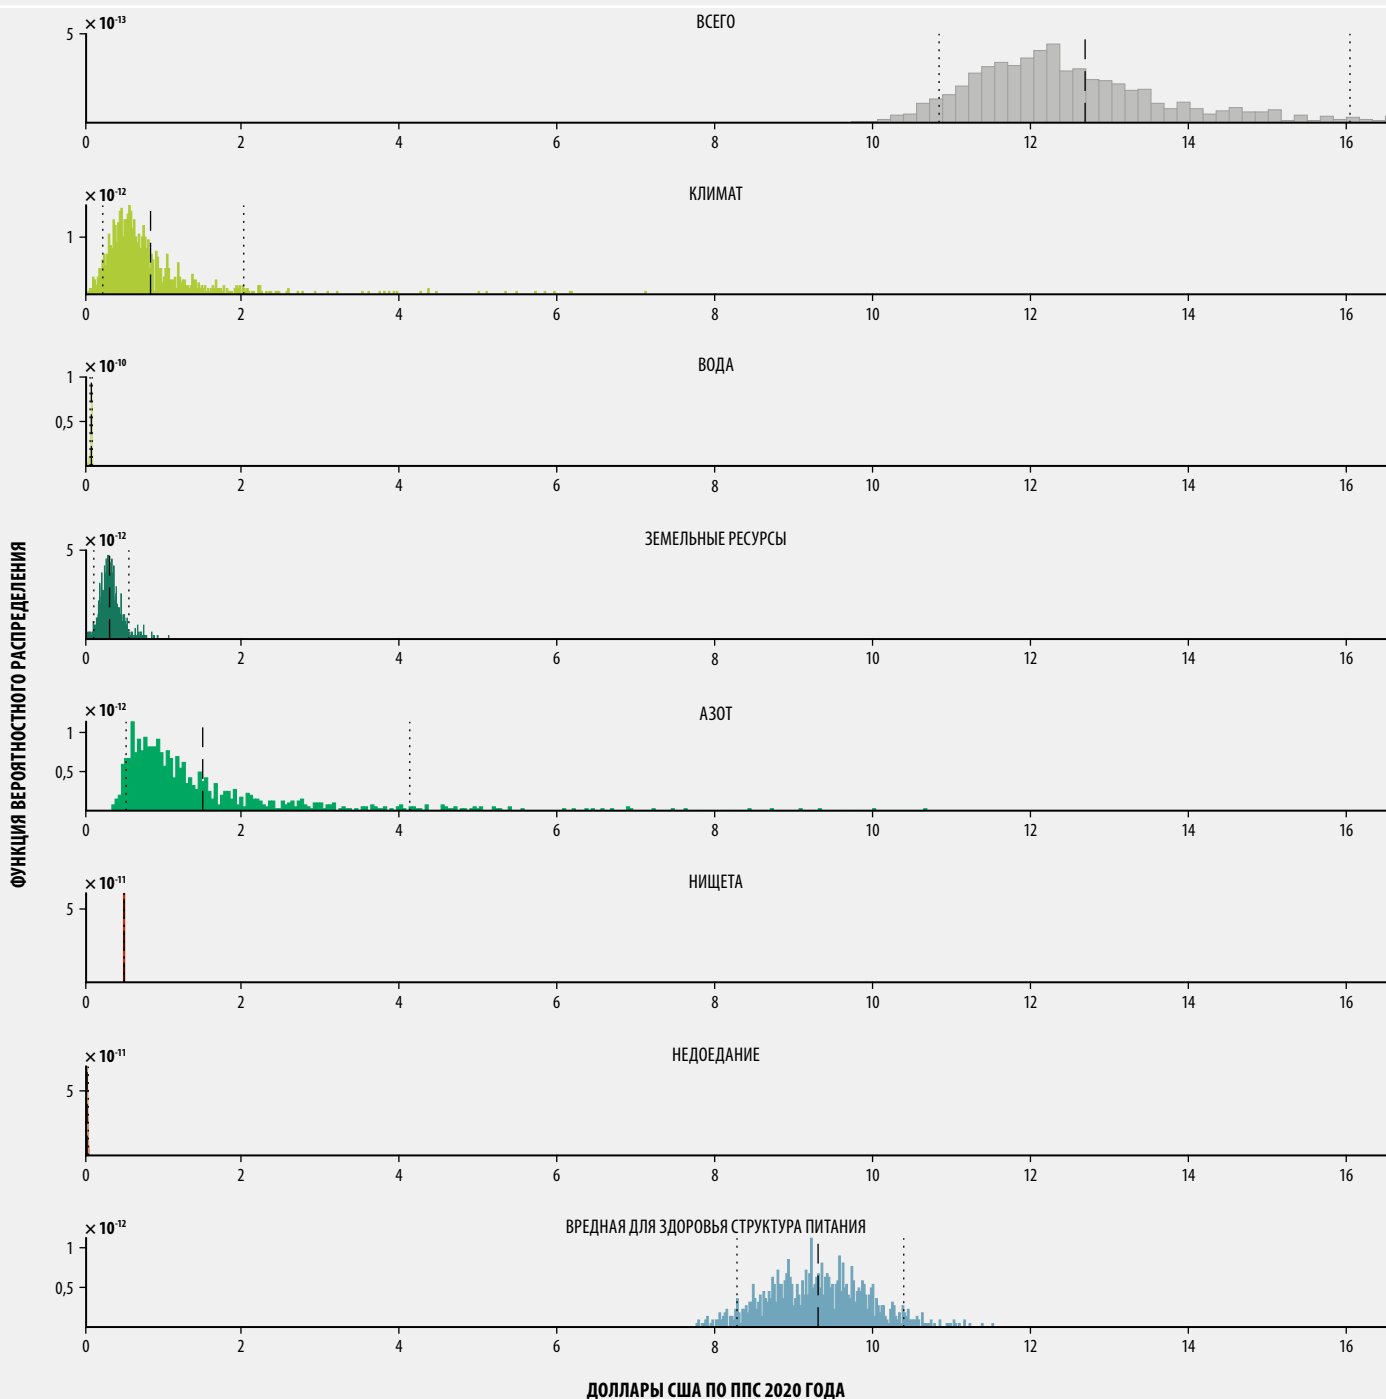 ФУНКЦИЯ ВЕРОЯТНОСТНОГО РАСПРЕДЕЛЕНИЯ
ВСЕГО
× 10⁻¹³
5
0 2 4 6 8 10 12 14 16
КЛИМАТ
× 10⁻¹²
1
0 2 4 6 8 10 12 14 16
ВОДА
× 10⁻¹⁰
1
0,5
0 2 4 6 8 10 12 14 16
ЗЕМЕЛЬНЫЕ РЕСУРСЫ
× 10⁻¹²
5
0 2 4 6 8 10 12 14 16
АЗОТ
× 10⁻¹²
1
0,5
0 2 4 6 8 10 12 14 16
НИЩЕТА
× 10⁻¹¹
5
0 2 4 6 8 10 12 14 16
НЕДОЕДАНИЕ
× 10⁻¹¹
5
0 2 4 6 8 10 12 14 16
ВРЕДНАЯ ДЛЯ ЗДОРОВЬЯ СТРУКТУРА ПИТАНИЯ
× 10⁻¹²
1
0,5
0 2 4 6 8 10 12 14 16
ДОЛЛАРЫ США ПО ППС 2020 ГОДА